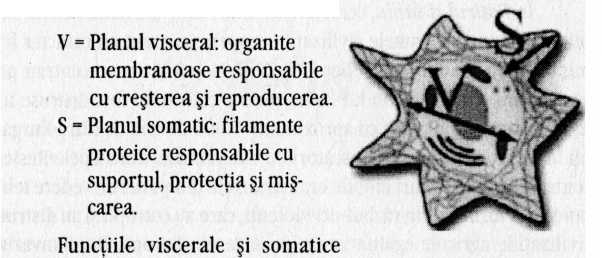 V = Planul visceral: organite
membranoase responsabile
cu creşterea şi reproducerea.
S = Planul somatic: filamente
proteice responsabile cu
suportul, protecţia şi miş-
carea.
Funcţiile viscerale şi somatice
S
V